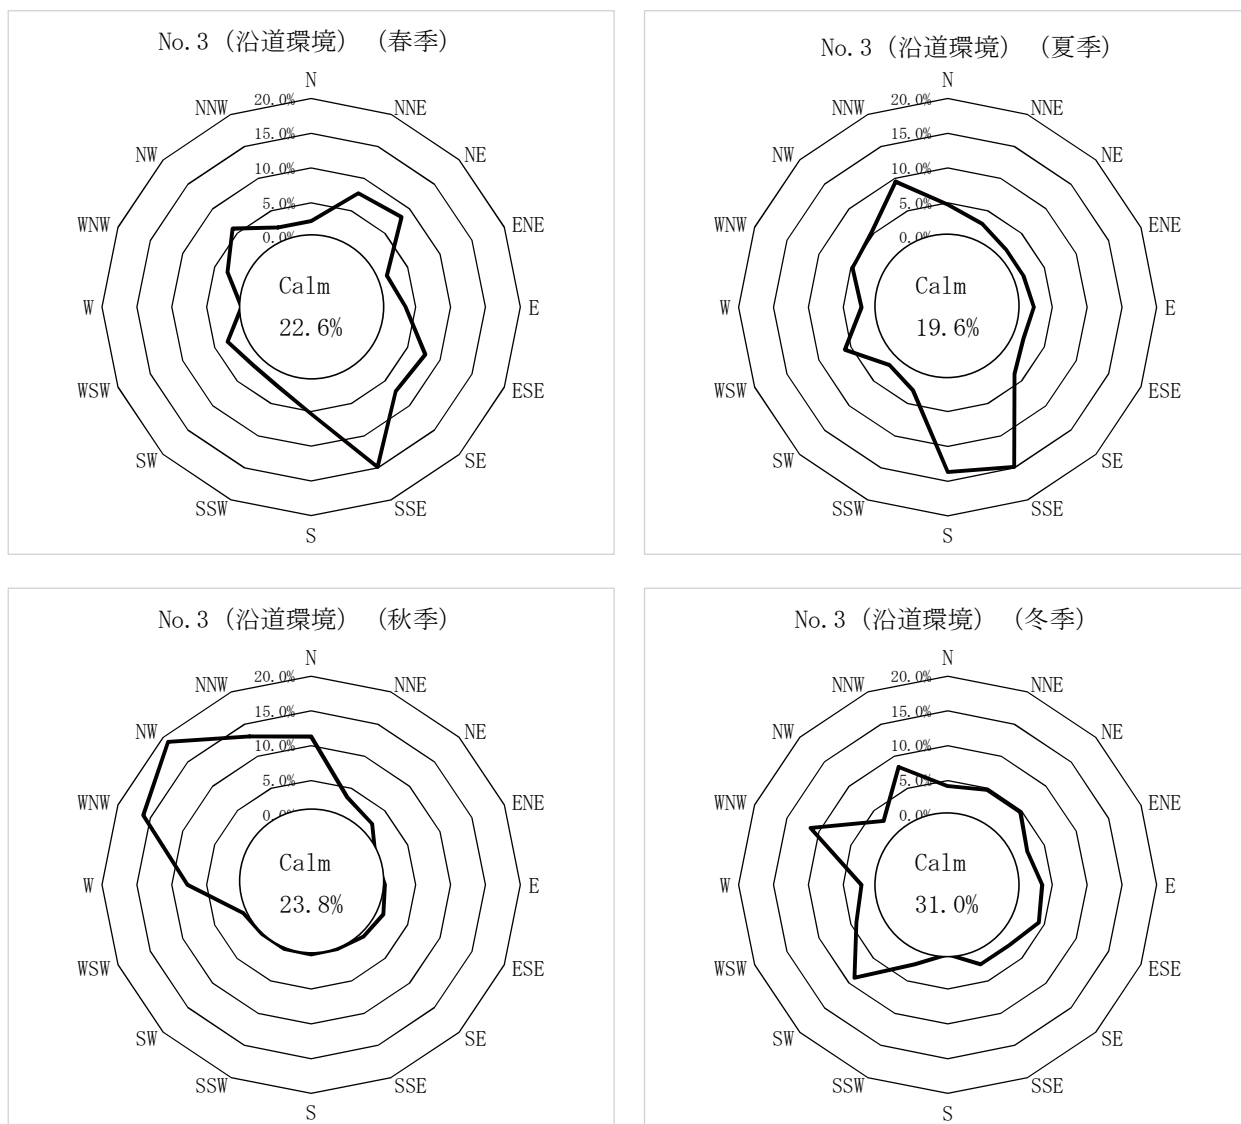 No.3（沿道環境）（春季）
N
20.0%
NNW
NNE
15.0%
NW
NE
10.0%
5.0%
WNW
ENE
0.0%
Calm
W
E
22.6%
WSW
ESE
SW
SE
SSW
SSE
S
No.3（沿道環境）（夏季）
N
20.0%
NNW
NNE
15.0%
NW
NE
10.0%
5.0%
WNW
ENE
0.0%
Calm
W
E
19.6%
WSW
ESE
SW
SE
SSW
SSE
S
No.3（沿道環境）（秋季）
N
20.0%
NNW
NNE
15.0%
NW
NE
10.0%
5.0%
WNW
ENE
Calm
W
E
23.8%
WSW
ESE
SW
SE
SSW
SSE
S
No.3（沿道環境）（冬季）
N
20.0%
NNW
NNE
15.0%
NW
NE
10.0%
5.0%
WNW
ENE
0.0%
Calm
W
E
31.0%
WSW
ESE
SW
SE
SSW
SSE
S